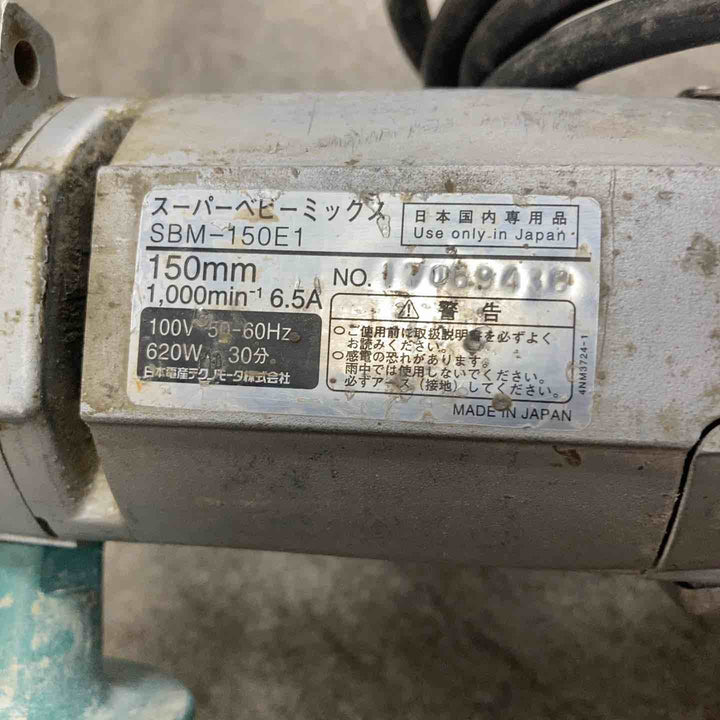 スーパーベビーミックス
SBM-150E1
日本国内専用品
Use only in Japan
150mm
1,000min⁻¹ 6.5A
NO.
100V 50-60Hz
620W 30分
日本電産テクノモータ株式会社
⚠ 警告
○ご使用前に取扱説明書を必ずよく
お読みください。
○感電の恐れがあります。
雨中では使用しないでください。
必ずアース(接地)してください。
4NM3724-1
MADE IN JAPAN